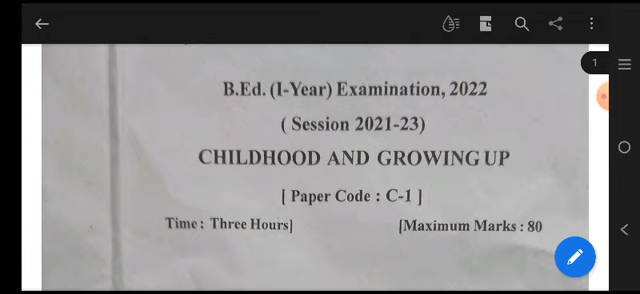 1
B.Ed. (I-Year) Examination, 2022
( Session 2021-23)
CHILDHOOD AND GROWING UP
[ Paper Code : C-1 ]
Time : Three Hours] [Maximum Marks : 80